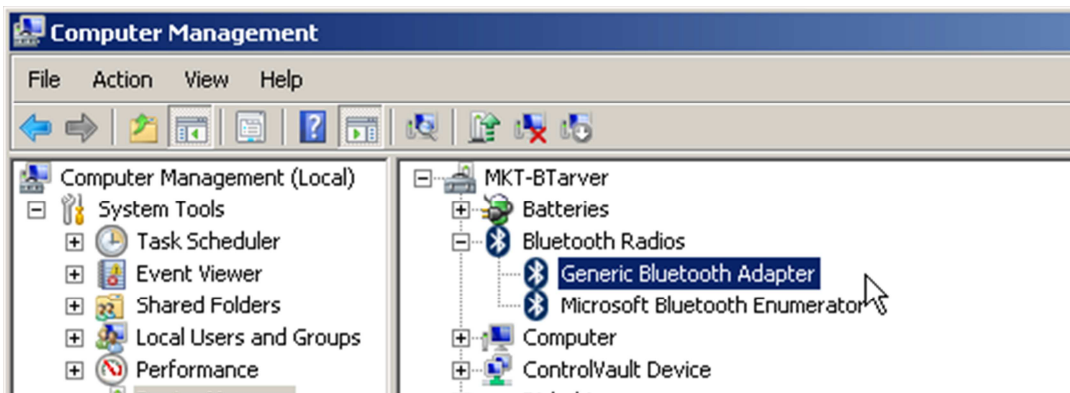 Computer Management
File Action View Help
Computer Management (Local)
System Tools
Task Scheduler
Event Viewer
Shared Folders
Local Users and Groups
Performance
MKT-BTarver
Batteries
Bluetooth Radios
Generic Bluetooth Adapter
Microsoft Bluetooth Enumerator
Computer
ControlVault Device